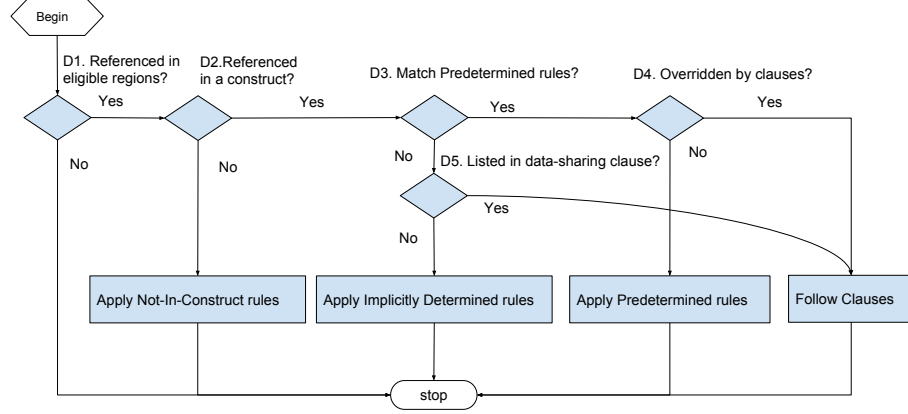 Begin
D1. Referenced in
eligible regions?
D2.Referenced
in a construct?
D3. Match Predetermined rules?
D4. Overridden by clauses?
Yes
Yes
Yes
Yes
No
No
No
No
D5. Listed in data-sharing clause?
Yes
No
Apply Not-In-Construct rules
Apply Implicitly Determined rules
Apply Predetermined rules
Follow Clauses
stop